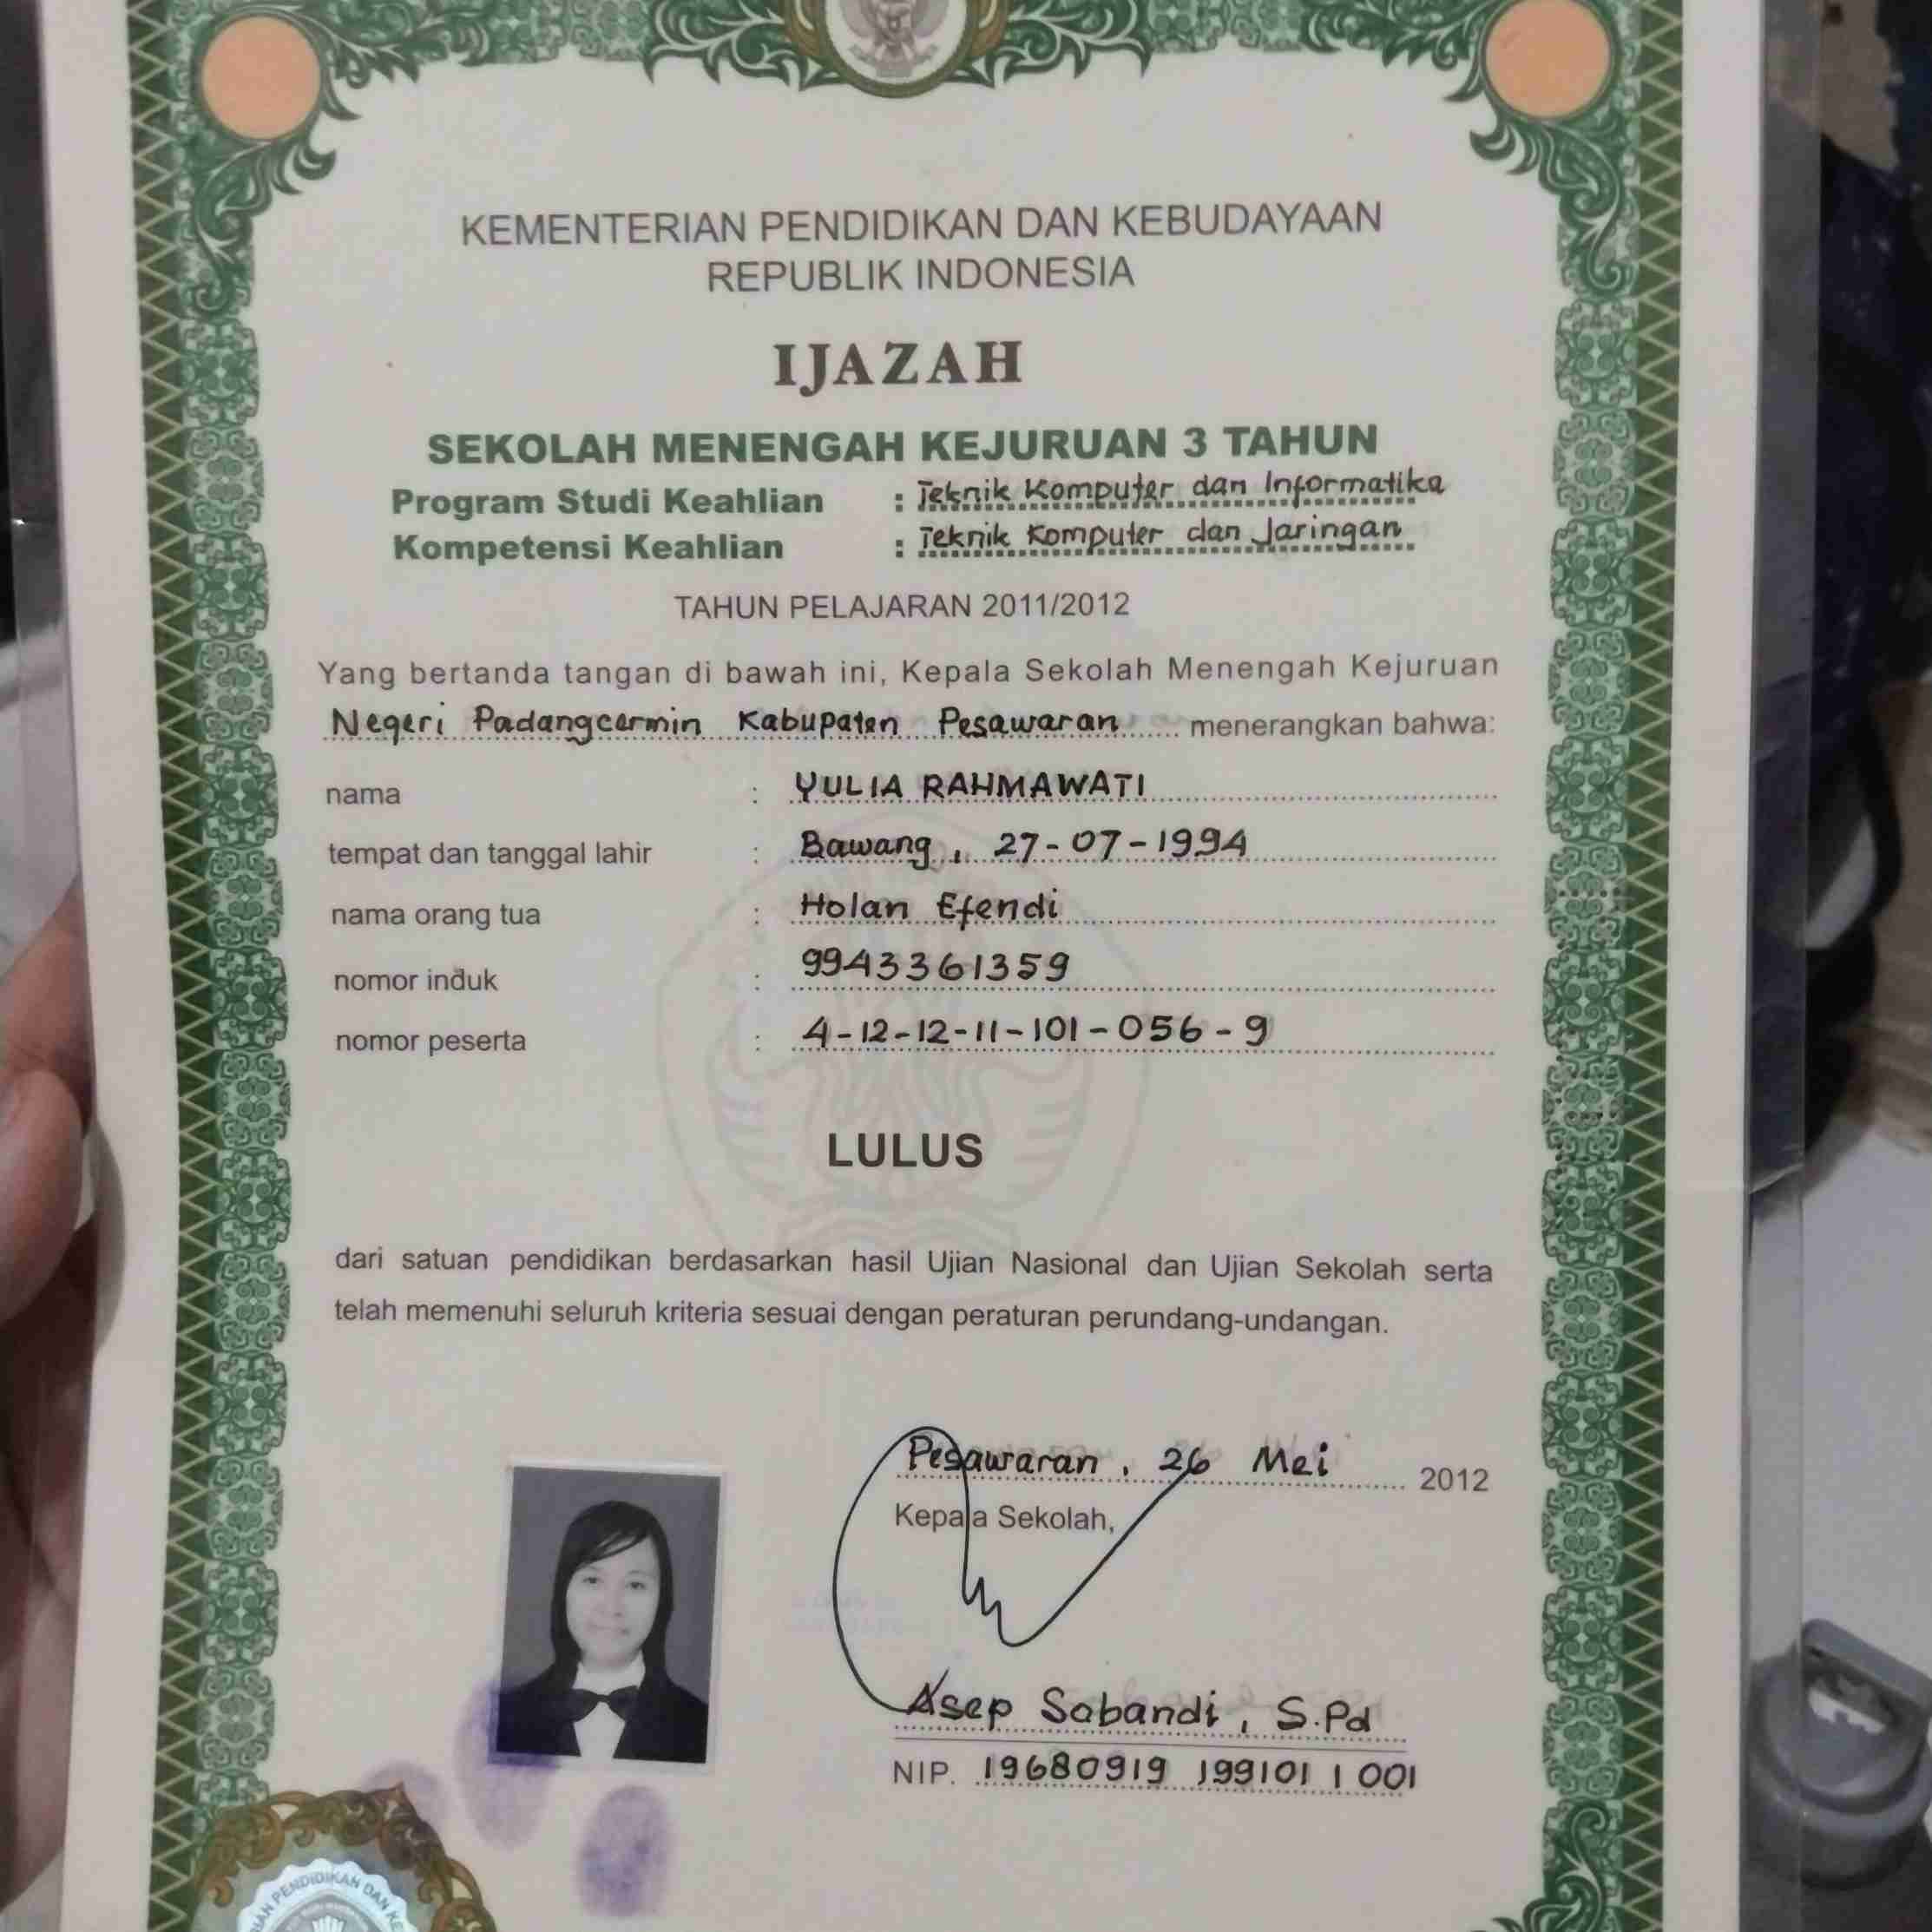 KEMENTERIAN PENDIDIKAN DAN KEBUDAYAAN
REPUBLIK INDONESIA
IJAZAH
SEKOLAH MENENGAH KEJURUAN 3 TAHUN
Program Studi Keahlian : Teknik Komputer dan Informatika
Kompetensi Keahlian : Teknik Komputer dan Jaringan
TAHUN PELAJARAN 2011/2012
Yang bertanda tangan di bawah ini, Kepala Sekolah Menengah Kejuruan
Negeri Padangcermin Kabupaten Pesawaran menerangkan bahwa:
nama : YULIA RAHMAWATI
tempat dan tanggal lahir : Bawang, 27-07-1994
nama orang tua : Holan Efendi
nomor induk : 9943361359
nomor peserta : 4-12-12-11-101-056-9
LULUS
dari satuan pendidikan berdasarkan hasil Ujian Nasional dan Ujian Sekolah serta
telah memenuhi seluruh kriteria sesuai dengan peraturan perundang-undangan.
Pesawaran, 26 Mei 2012
Kepala Sekolah,
Asep Sobandi, S.Pd
NIP. 19680919 199101 1 001
PENDIDIKAN DAN